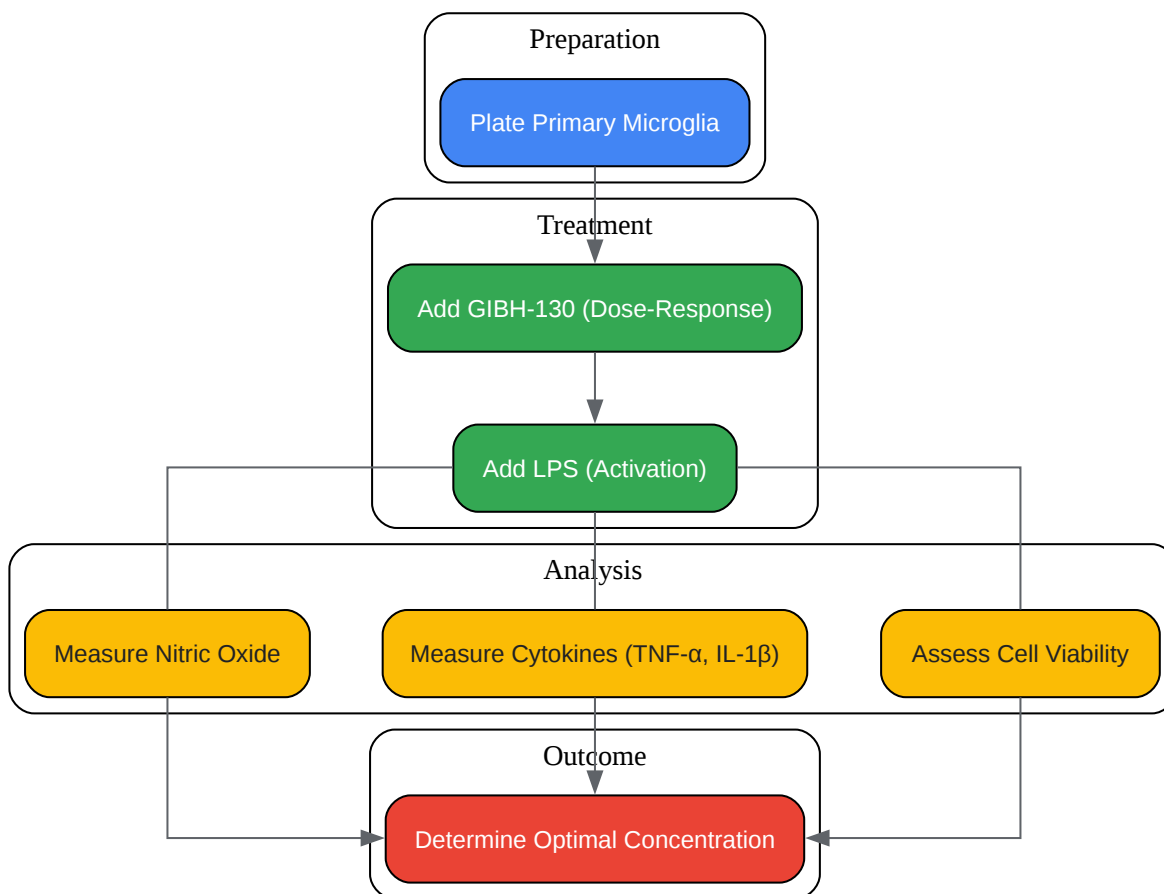 Preparation
Plate Primary Microglia
Treatment
Add GIBH-130 (Dose-Response)
Add LPS (Activation)
Analysis
Measure Nitric Oxide
Measure Cytokines (TNF-α, IL-1β)
Assess Cell Viability
Outcome
Determine Optimal Concentration